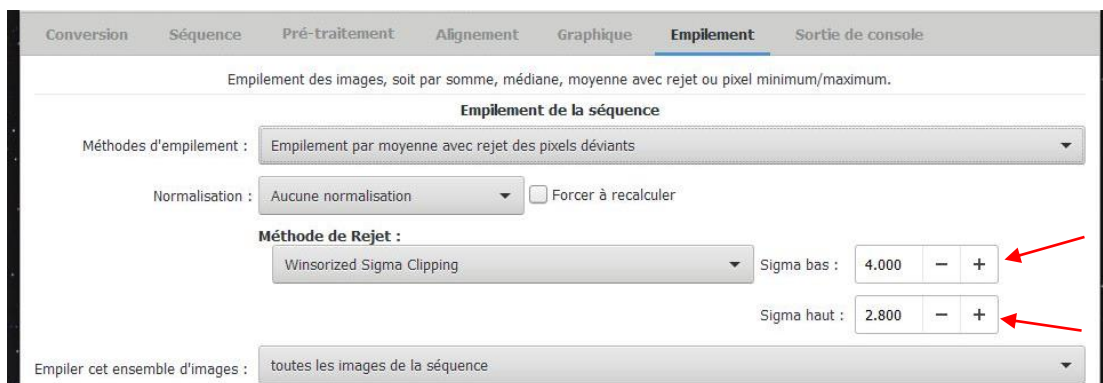 Conversion Séquence Pré-traitement Alignement Graphique Empilement Sortie de console
Empilement des images, soit par somme, médiane, moyenne avec rejet ou pixel minimum/maximum.
Empilement de la séquence
Méthodes d'empilement : Empilement par moyenne avec rejet des pixels déviants
Normalisation : Aucune normalisation Forcer à recalculer
Méthode de Rejet :
Winsorized Sigma Clipping Sigma bas : 4.000 − +
Sigma haut : 2.800 − +
Empiler cet ensemble d'images : toutes les images de la séquence